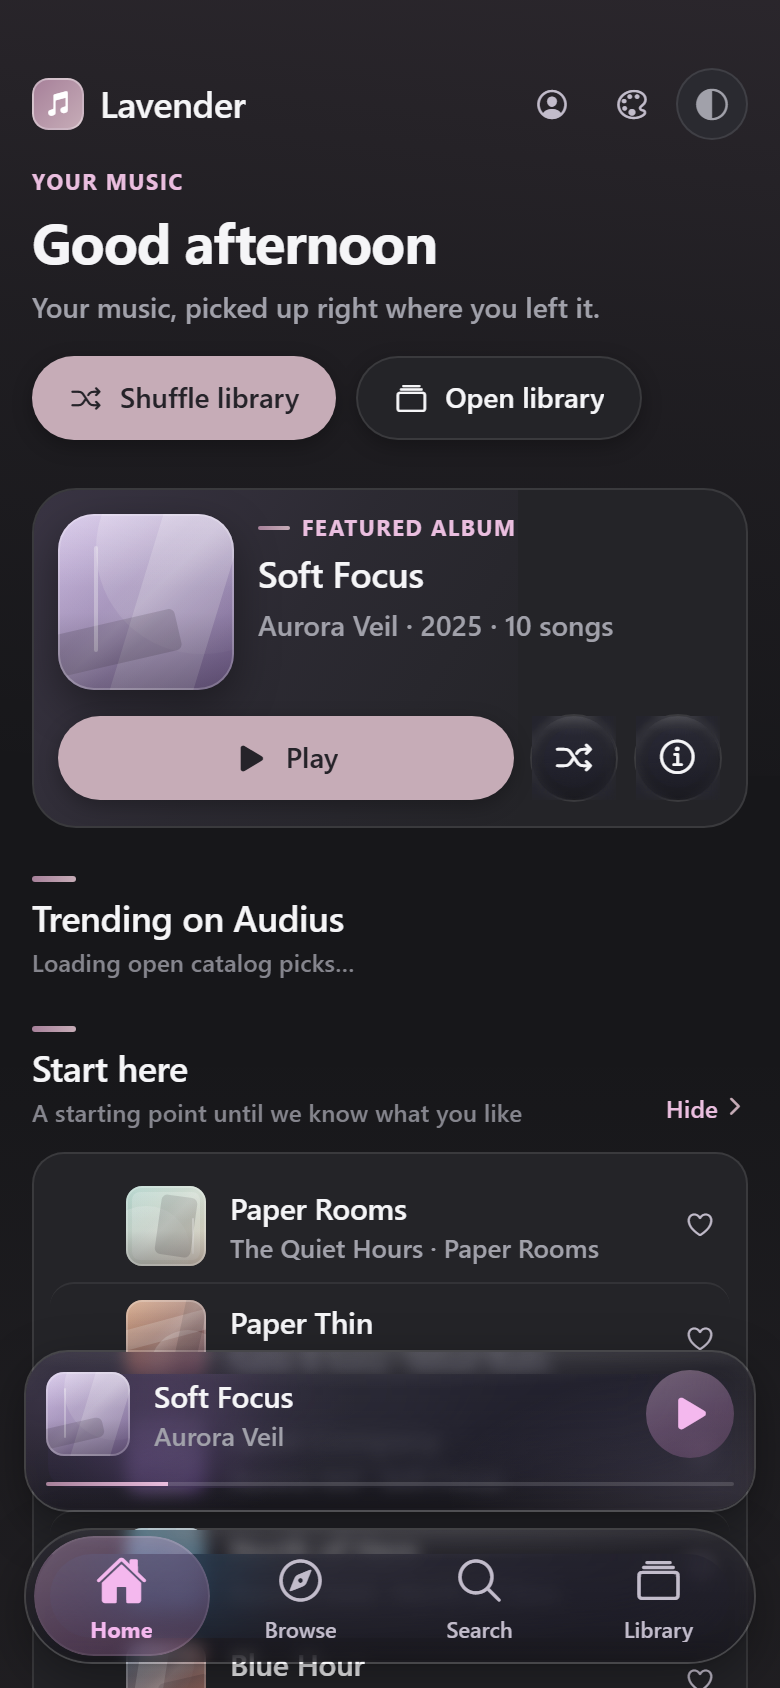 Lavender
YOUR MUSIC
Good afternoon
Your music, picked up right where you left it.
Shuffle library
Open library
FEATURED ALBUM
Soft Focus
Aurora Veil · 2025 · 10 songs
Play
Trending on Audius
Loading open catalog picks...
Start here
A starting point until we know what you like
Hide
Paper Rooms
The Quiet Hours · Paper Rooms
Paper Thin
Soft Focus
Aurora Veil
Home
Browse
Search
Library
Blue Hour